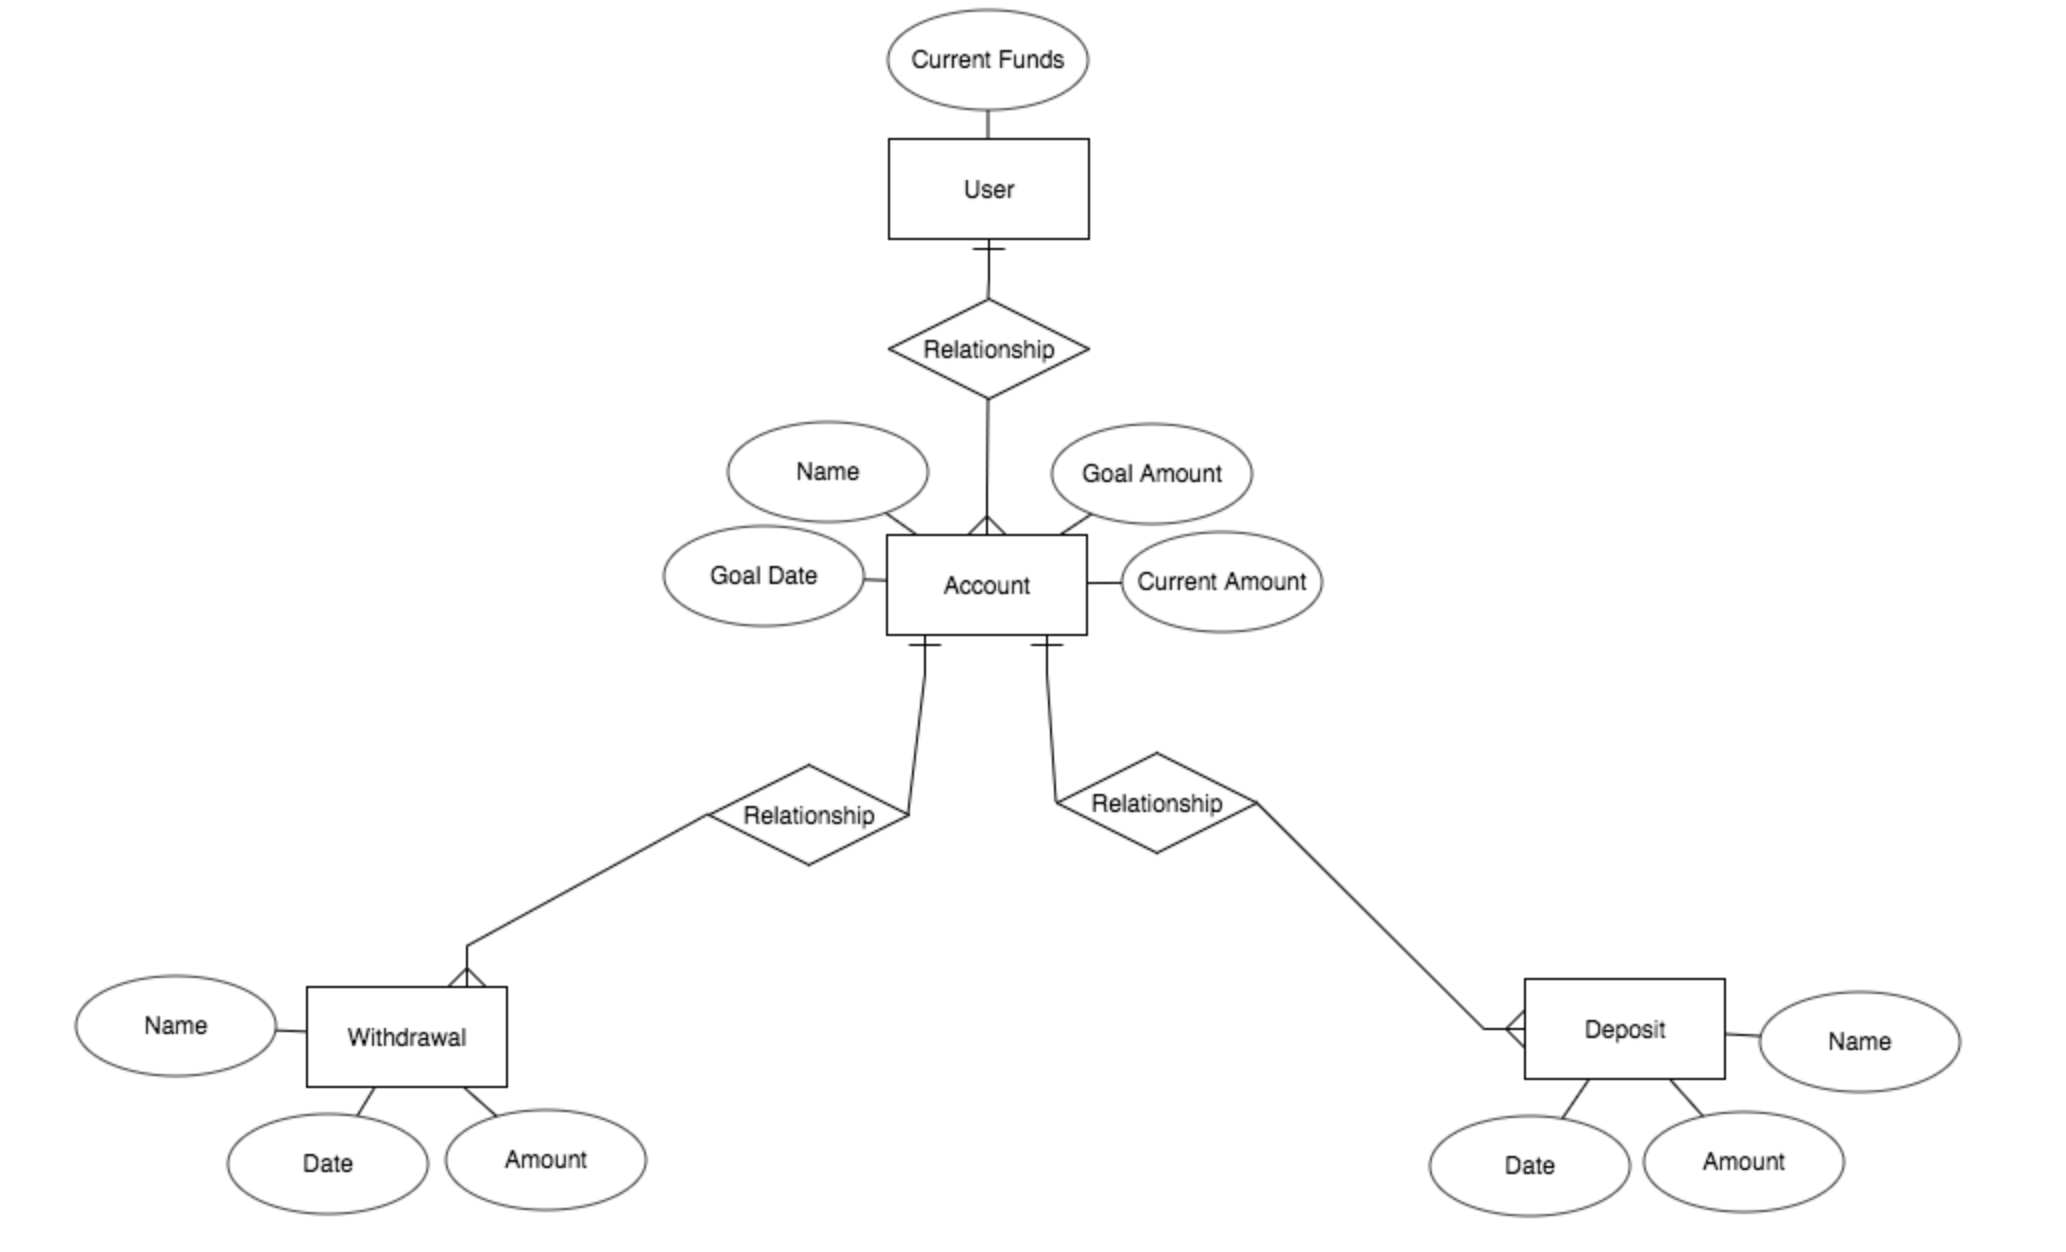 Current Funds
User
Relationship
Name
Goal Amount
Goal Date
Account
Current Amount
Relationship
Relationship
Name
Withdrawal
Deposit
Name
Date
Amount
Date
Amount